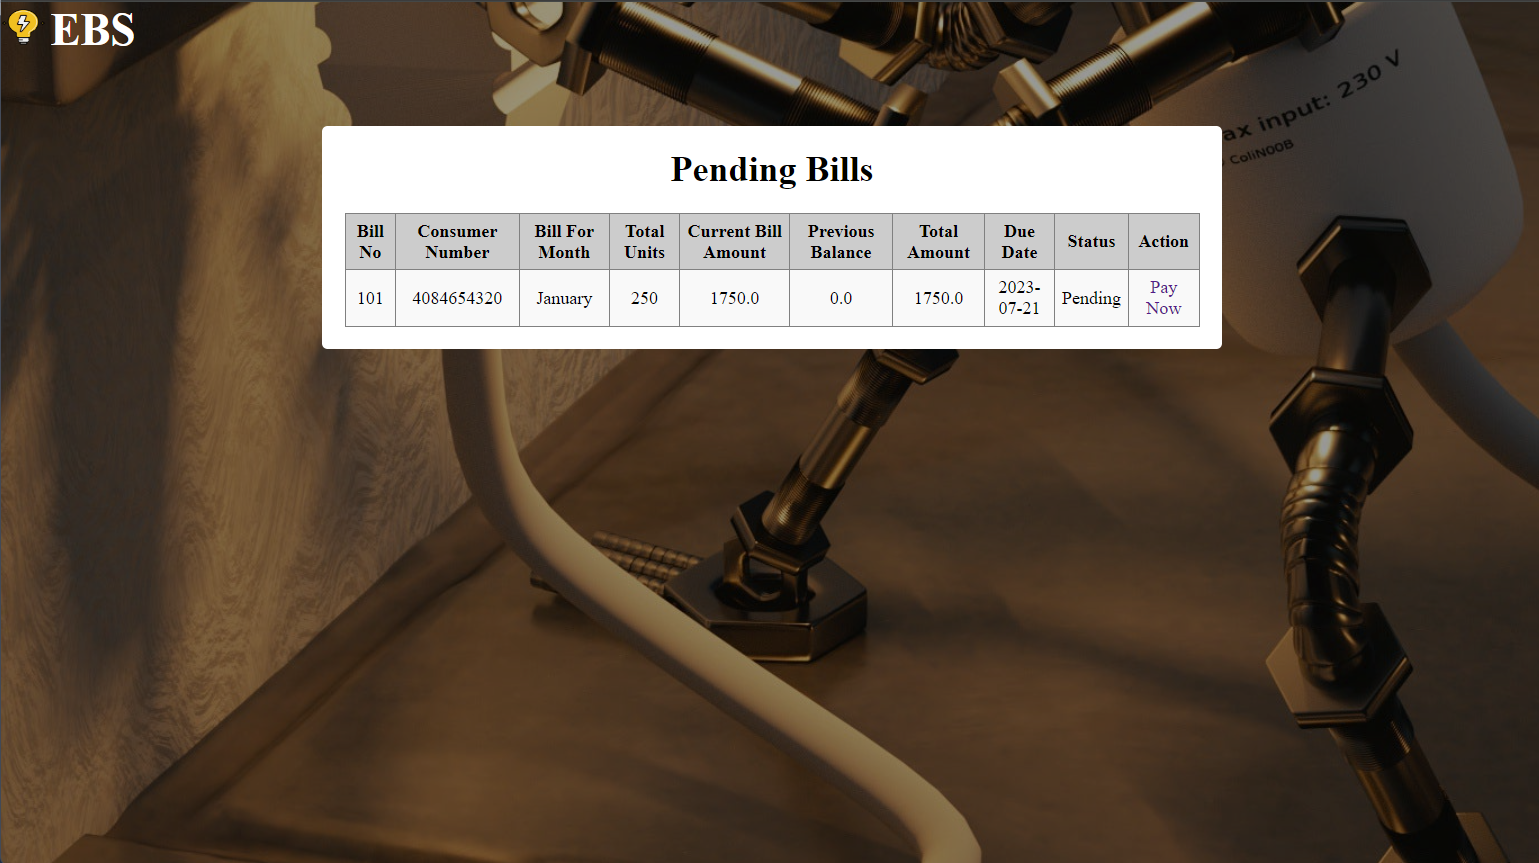 EBS
ax input: 230 V
ColiN00B
Pending Bills
Bill No	Consumer Number	Bill For Month	Total Units	Current Bill Amount	Previous Balance	Total Amount	Due Date	Status	Action
101	4084654320	January	250	1750.0	0.0	1750.0	2023-07-21	Pending	Pay Now